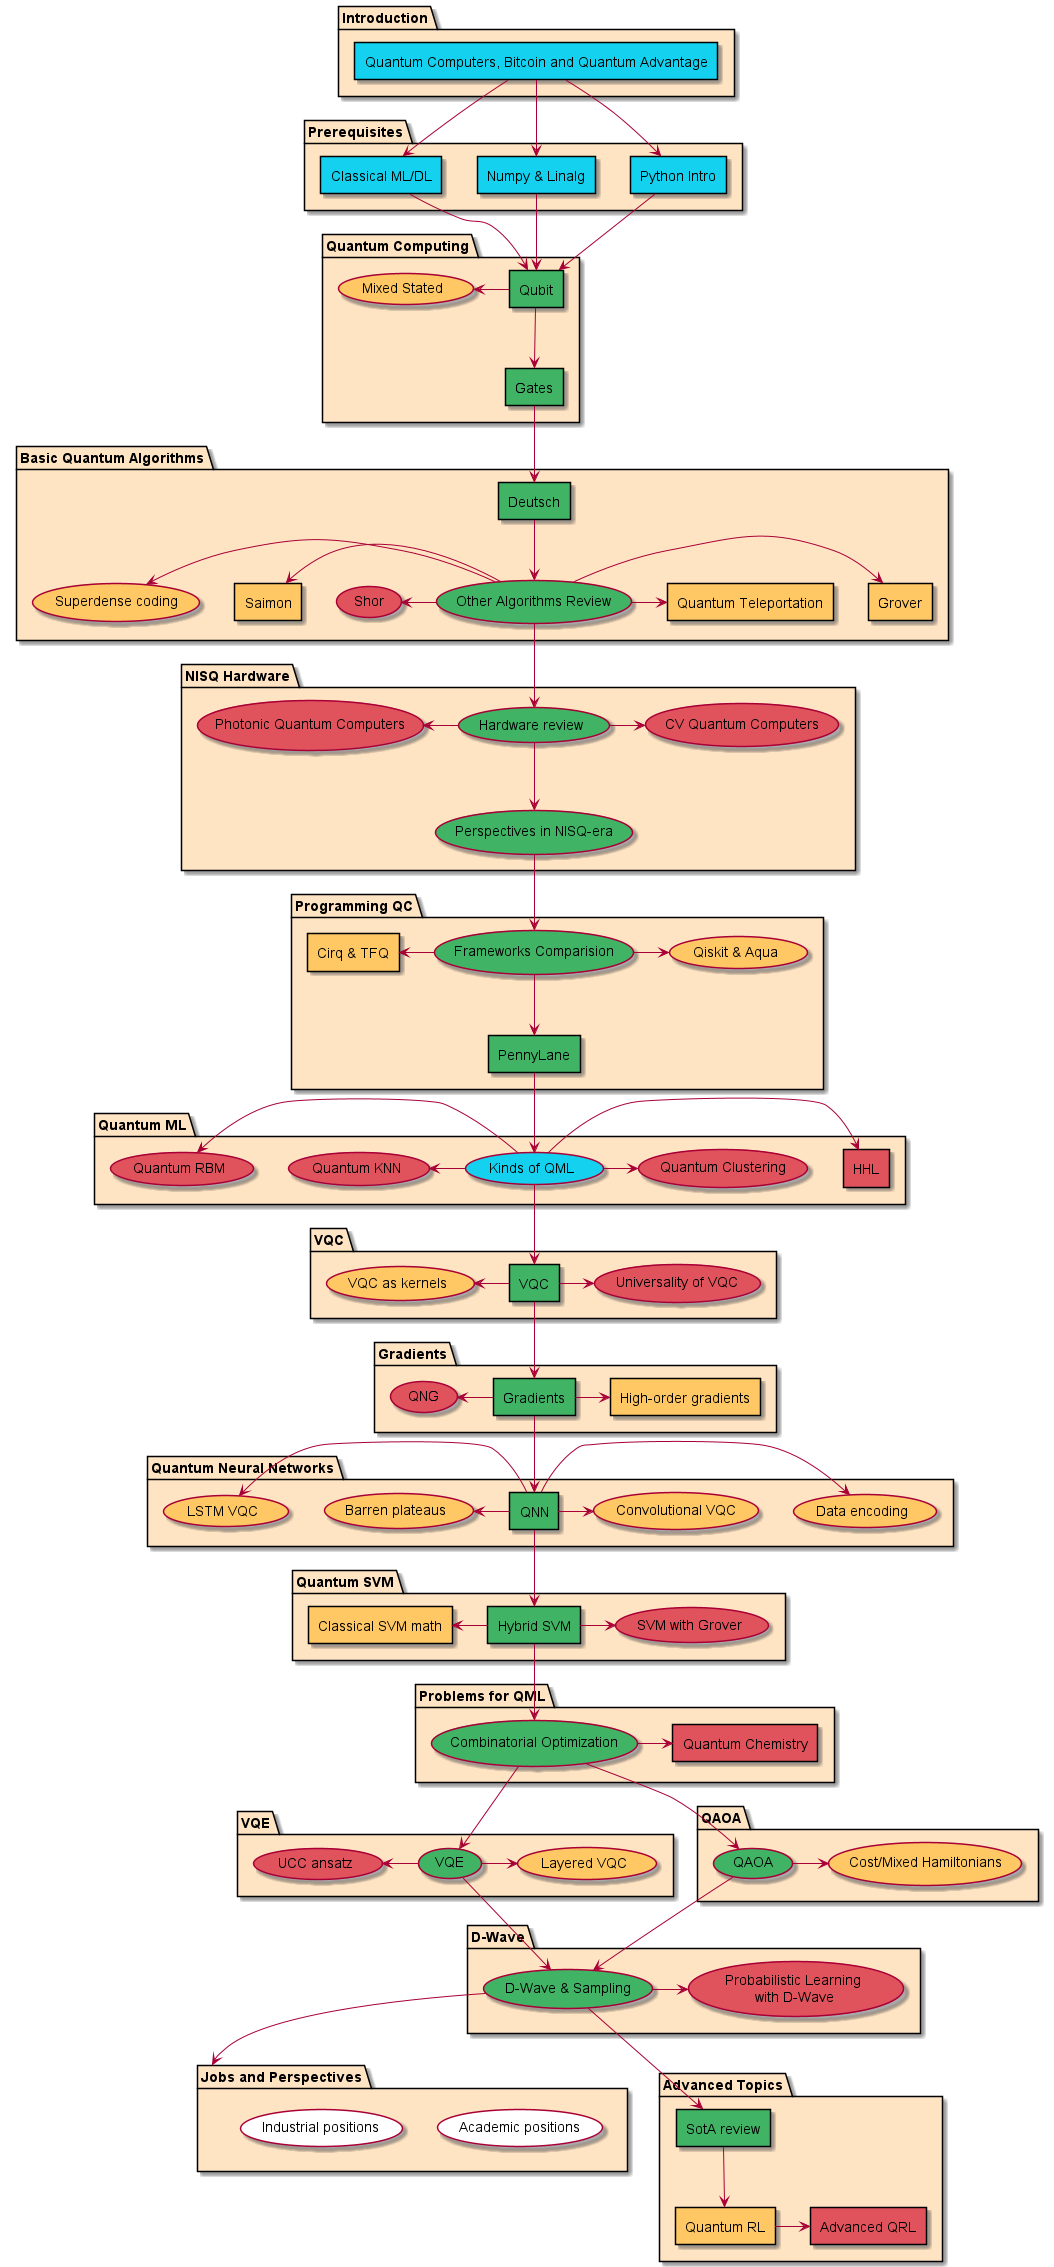 Introduction
Quantum Computers, Bitcoin and Quantum Advantage
Prerequisites
Classical ML/DL
Numpy & Linalg
Python Intro
Quantum Computing
Mixed Stated
Qubit
Gates
Basic Quantum Algorithms
Deutsch
Superdense coding
Saimon
Shor
Other Algorithms Review
Quantum Teleportation
Grover
NISQ Hardware
Photonic Quantum Computers
Hardware review
CV Quantum Computers
Perspectives in NISQ-era
Programming QC
Cirq & TFQ
Frameworks Comparision
Qiskit & Aqua
PennyLane
Quantum ML
Quantum RBM
Quantum KNN
Kinds of QML
Quantum Clustering
HHL
VQC
VQC as kernels
VQC
Universality of VQC
Gradients
QNG
Gradients
High-order gradients
Quantum Neural Networks
LSTM VQC
Barren plateaus
QNN
Convolutional VQC
Data encoding
Quantum SVM
Classical SVM math
Hybrid SVM
SVM with Grover
Problems for QML
Combinatorial Optimization
Quantum Chemistry
VQE
QAOA
UCC ansatz
VQE
Layered VQC
QAOA
Cost/Mixed Hamiltonians
D-Wave
D-Wave & Sampling
Probabilistic Learning
with D-Wave
Jobs and Perspectives
Industrial positions
Academic positions
Advanced Topics
SotA review
Quantum RL
Advanced QRL